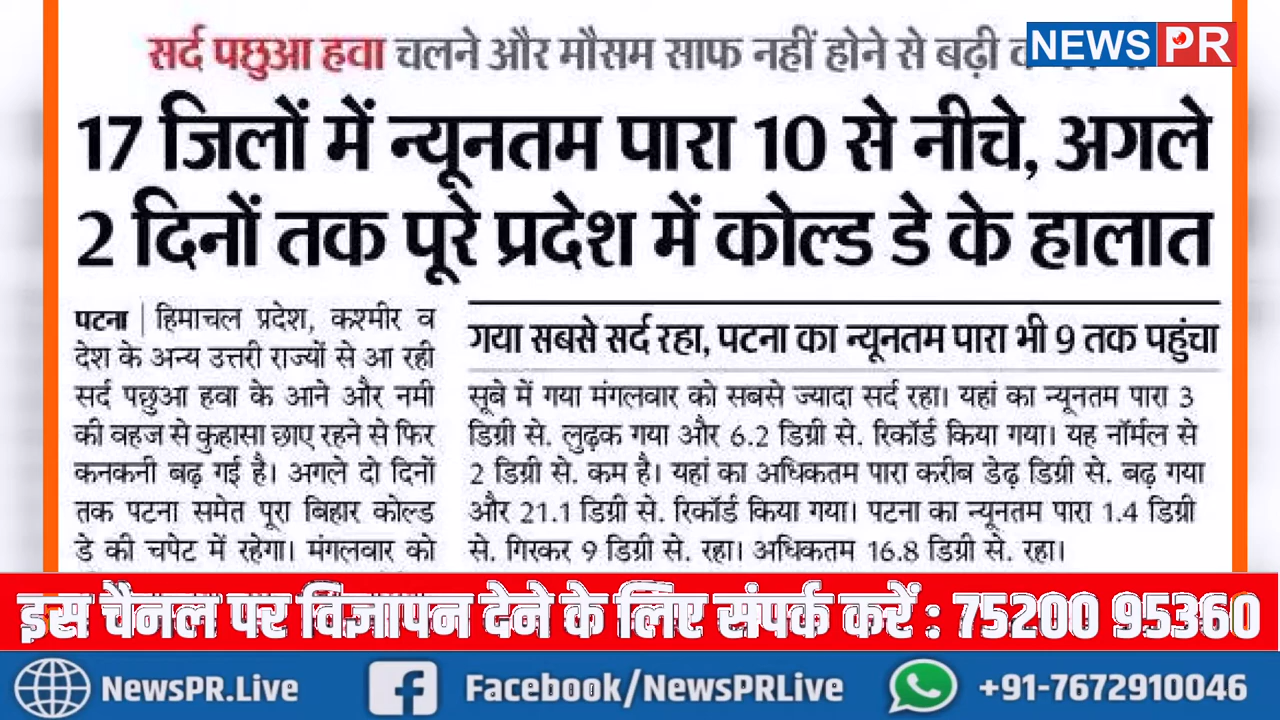 सर्द पछुआ हवा चलने और मौसम साफ नहीं होने से बढ़ी
NEWS PR
17 जिलों में न्यूनतम पारा 10 से नीचे, अगले
2 दिनों तक पूरे प्रदेश में कोल्ड डे के हालात
पटना | हिमाचल प्रदेश, कश्मीर व
देश के अन्य उत्तरी राज्यों से आ रही
सर्द पछुआ हवा के आने और नमी
की वहज से कुहासा छाए रहने से फिर
कनकनी बढ़ गई है। अगले दो दिनों
तक पटना समेत पूरा बिहार कोल्ड
डे की चपेट में रहेगा। मंगलवार को
गया सबसे सर्द रहा, पटना का न्यूनतम पारा भी 9 तक पहुंचा
सूबे में गया मंगलवार को सबसे ज्यादा सर्द रहा। यहां का न्यूनतम पारा 3
डिग्री से. लुढ़क गया और 6.2 डिग्री से. रिकॉर्ड किया गया। यह नॉर्मल से
2 डिग्री से. कम है। यहां का अधिकतम पारा करीब डेढ़ डिग्री से. बढ़ गया
और 21.1 डिग्री से. रिकॉर्ड किया गया। पटना का न्यूनतम पारा 1.4 डिग्री
से. गिरकर 9 डिग्री से. रहा। अधिकतम 16.8 डिग्री से. रहा।
इस चैनल पर विज्ञापन देने के लिए संपर्क करें : 75200 95360
NewsPR.Live
Facebook/NewsPRLive
+91-7672910046